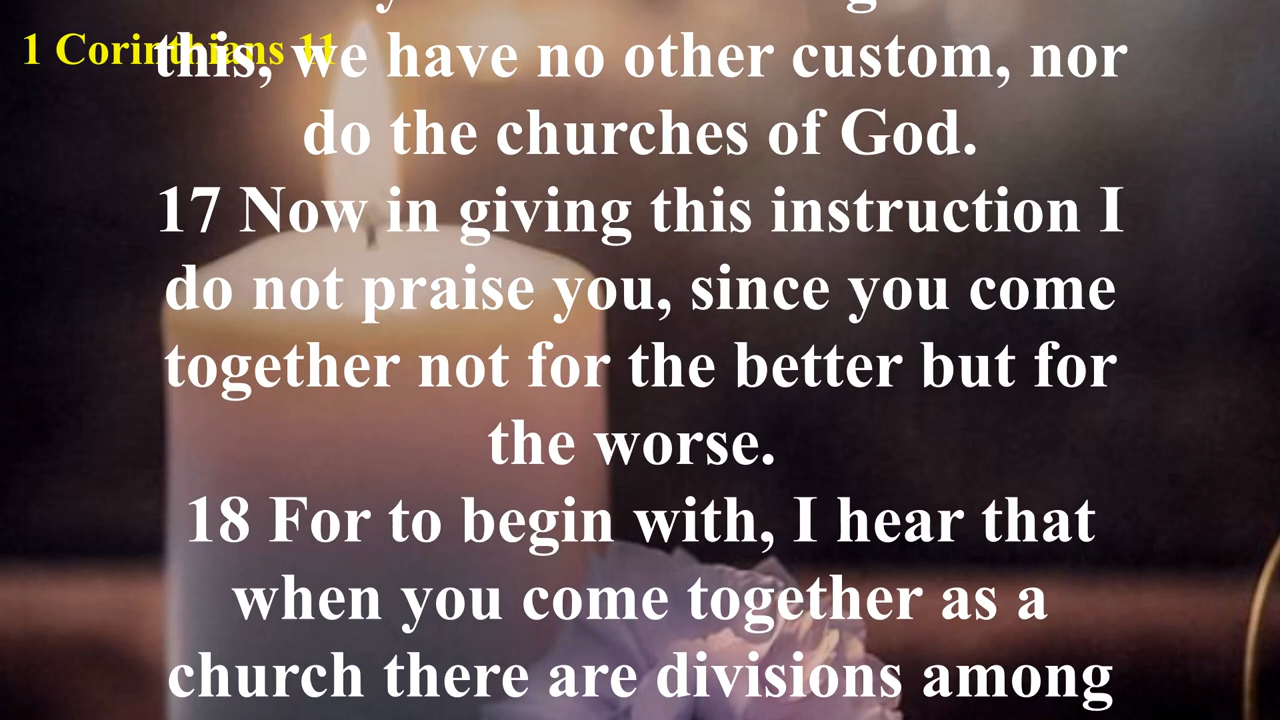 1 Corinthians 11
this, we have no other custom, nor
do the churches of God.
17 Now in giving this instruction I
do not praise you, since you come
together not for the better but for
the worse.
18 For to begin with, I hear that
when you come together as a
church there are divisions among